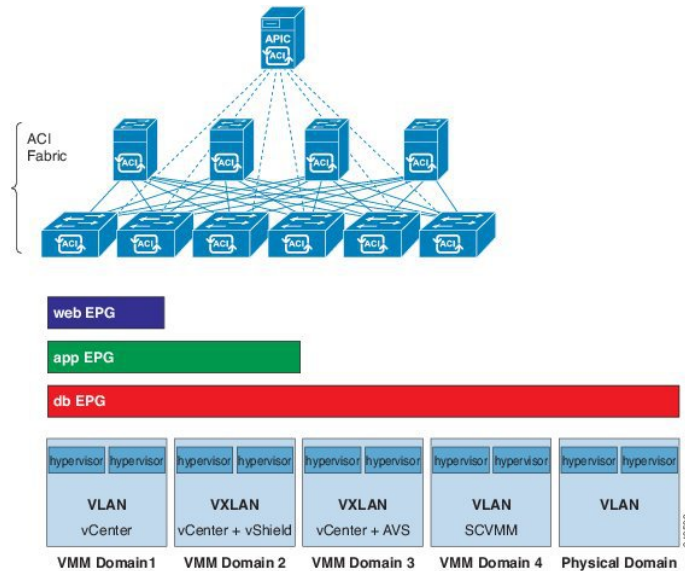 APIC
ACI
ACI
Fabric
ACI
ACI
ACI
ACI
ACI
ACI
ACI
ACI
ACI
ACI
web EPG
app EPG
db EPG
hypervisor hypervisor
hypervisor hypervisor
hypervisor hypervisor
hypervisor hypervisor
hypervisor hypervisor
VLAN
VXLAN
VXLAN
VLAN
VLAN
vCenter
vCenter + vShield
vCenter + AVS
SCVMM
VMM Domain1
VMM Domain 2
VMM Domain 3
VMM Domain 4
Physical Domain